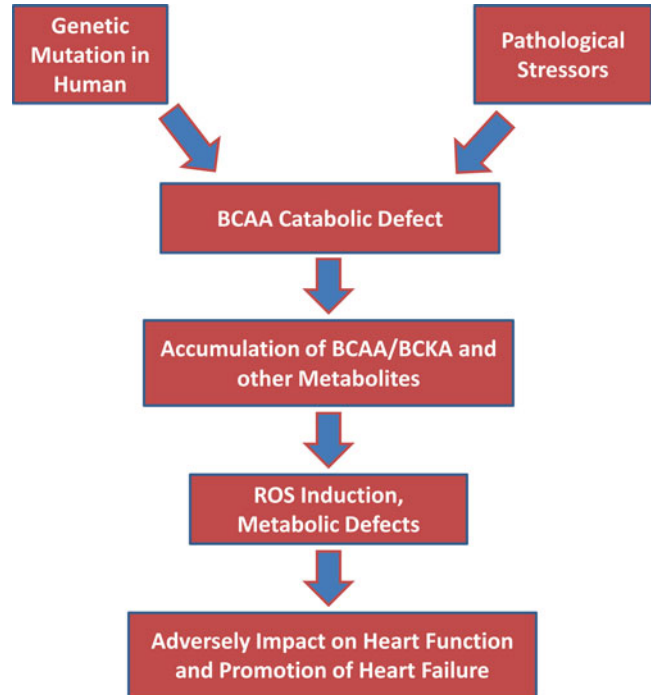 Genetic
Mutation in
Human
Pathological
Stressors
BCAA Catabolic Defect
Accumulation of BCAA/BCKA and
other Metabolites
ROS Induction,
Metabolic Defects
Adversely Impact on Heart Function
and Promotion of Heart Failure